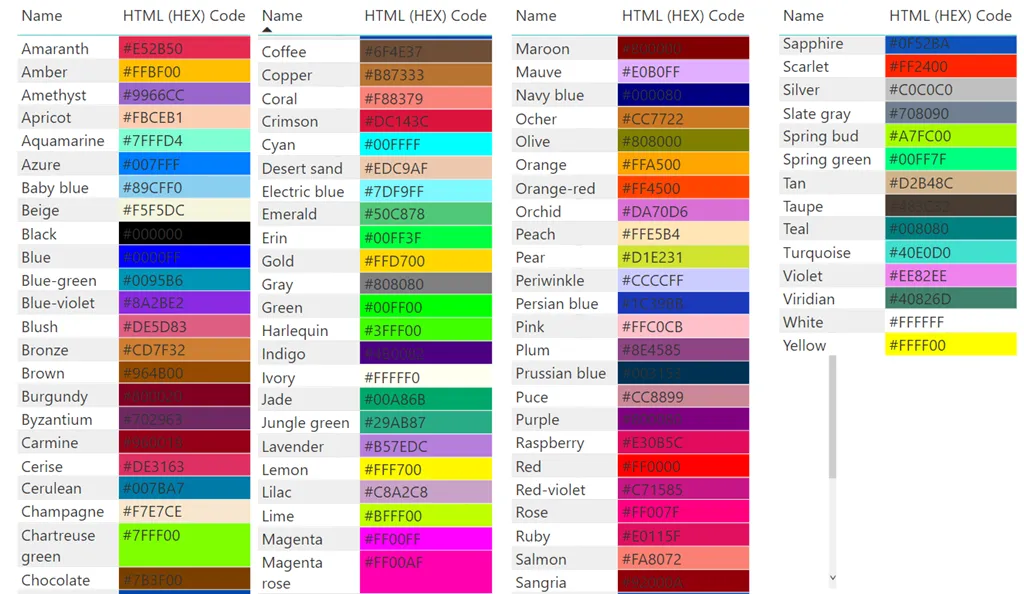 Name HTML (HEX) Code
Amaranth #E52B50
Amber #FFBF00
Amethyst #9966CC
Apricot #FBCEB1
Aquamarine #7FFFD4
Azure #007FFF
Baby blue #89CFF0
Beige #F5F5DC
Black #000000
Blue #0000FF
Blue-green #0095B6
Blue-violet #8A2BE2
Blush #DE5D83
Bronze #CD7F32
Brown #964B00
Burgundy
Byzantium #702963
Carmine
Cerise #DE3163
Cerulean #007BA7
Champagne #F7E7CE
Chartreuse #7FFF00
green
Chocolate #7B3F00
Name HTML (HEX) Code
Coffee #6F4E37
Copper #B87333
Coral #F88379
Crimson #DC143C
Cyan #00FFFF
Desert sand #EDC9AF
Electric blue #7DF9FF
Emerald #50C878
Erin #00FF3F
Gold #FFD700
Gray #808080
Green #00FF00
Harlequin #3FFF00
Indigo
Ivory #FFFFF0
Jade #00A86B
Jungle green #29AB87
Lavender #B57EDC
Lemon #FFF700
Lilac #C8A2C8
Lime #BFFF00
Magenta #FF00FF
Magenta #FF00AF
rose
Name HTML (HEX) Code
Maroon
Mauve #E0B0FF
Navy blue #000080
Ocher #CC7722
Olive #808000
Orange #FFA500
Orange-red #FF4500
Orchid #DA70D6
Peach #FFE5B4
Pear #D1E231
Periwinkle #CCCCFF
Persian blue #1C39BB
Pink #FFC0CB
Plum #8E4585
Prussian blue #003153
Puce #CC8899
Purple
Raspberry #E30B5C
Red #FF0000
Red-violet #C71585
Rose #FF007F
Ruby #E0115F
Salmon #FA8072
Sangria
Name HTML (HEX) Code
Sapphire #0F52BA
Scarlet #FF2400
Silver #C0C0C0
Slate gray #708090
Spring bud #A7FC00
Spring green #00FF7F
Tan #D2B48C
Taupe
Teal #008080
Turquoise #40E0D0
Violet #EE82EE
Viridian #40826D
White #FFFFFF
Yellow #FFFF00